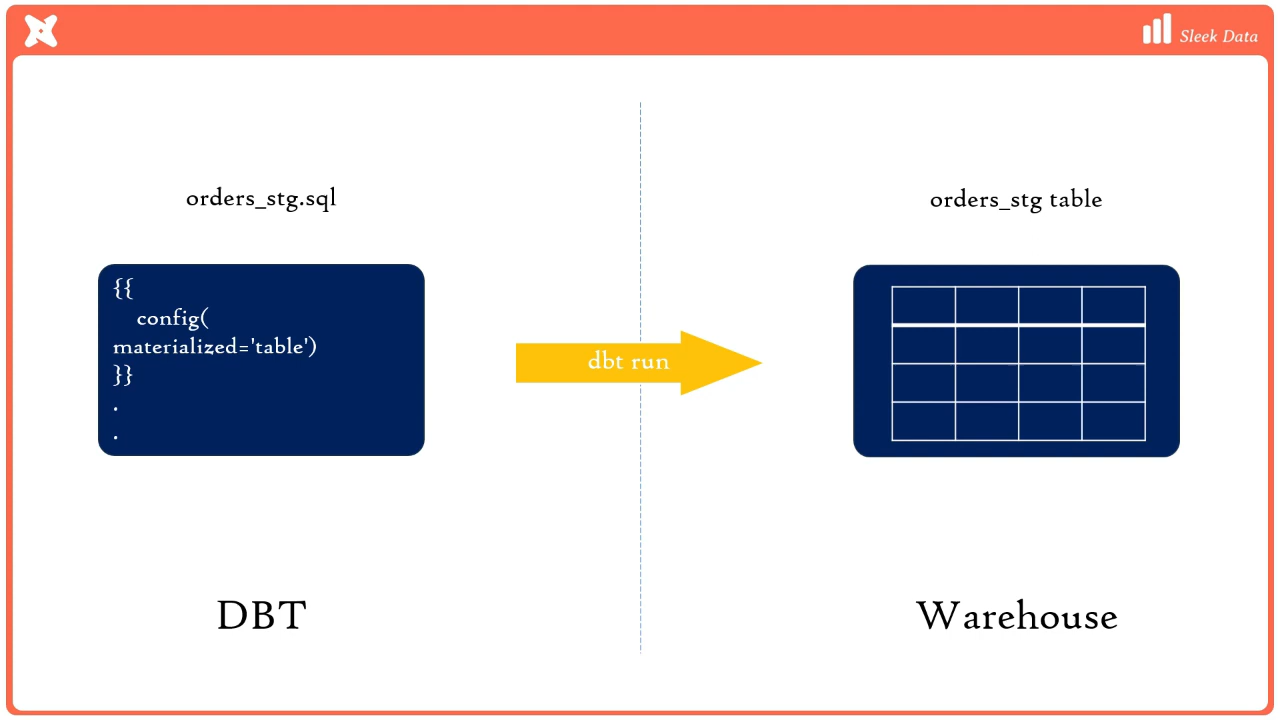 Sleek Data
orders_stg.sql
orders_stg table
{{
config(
materialized='table')
}}
.
.
dbt run
DBT
Warehouse